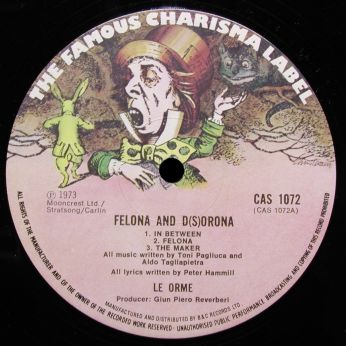 THE FAMOUS CHARISMA LABEL
℗ 1973
Mooncrest Ltd./
Stratsong/Carlin
CAS 1072
(CAS 1072A)
FELONA AND D(S)ORONA
1. IN BETWEEN
2. FELONA
3. THE MAKER
All music written by Toni Pagliuca and
Aldo Tagliapietra
All lyrics written by Peter Hammill
LE ORME
Producer: Giun Piero Reverberi
MANUFACTURED AND DISTRIBUTED BY B&C RECORDS LTD.
ALL RIGHTS OF THE MANUFACTURER AND OF THE OWNER OF THE RECORDED WORK RESERVED · UNAUTHORISED PUBLIC PERFORMANCE BROADCASTING AND COPYING OF THIS RECORD PROHIBITED